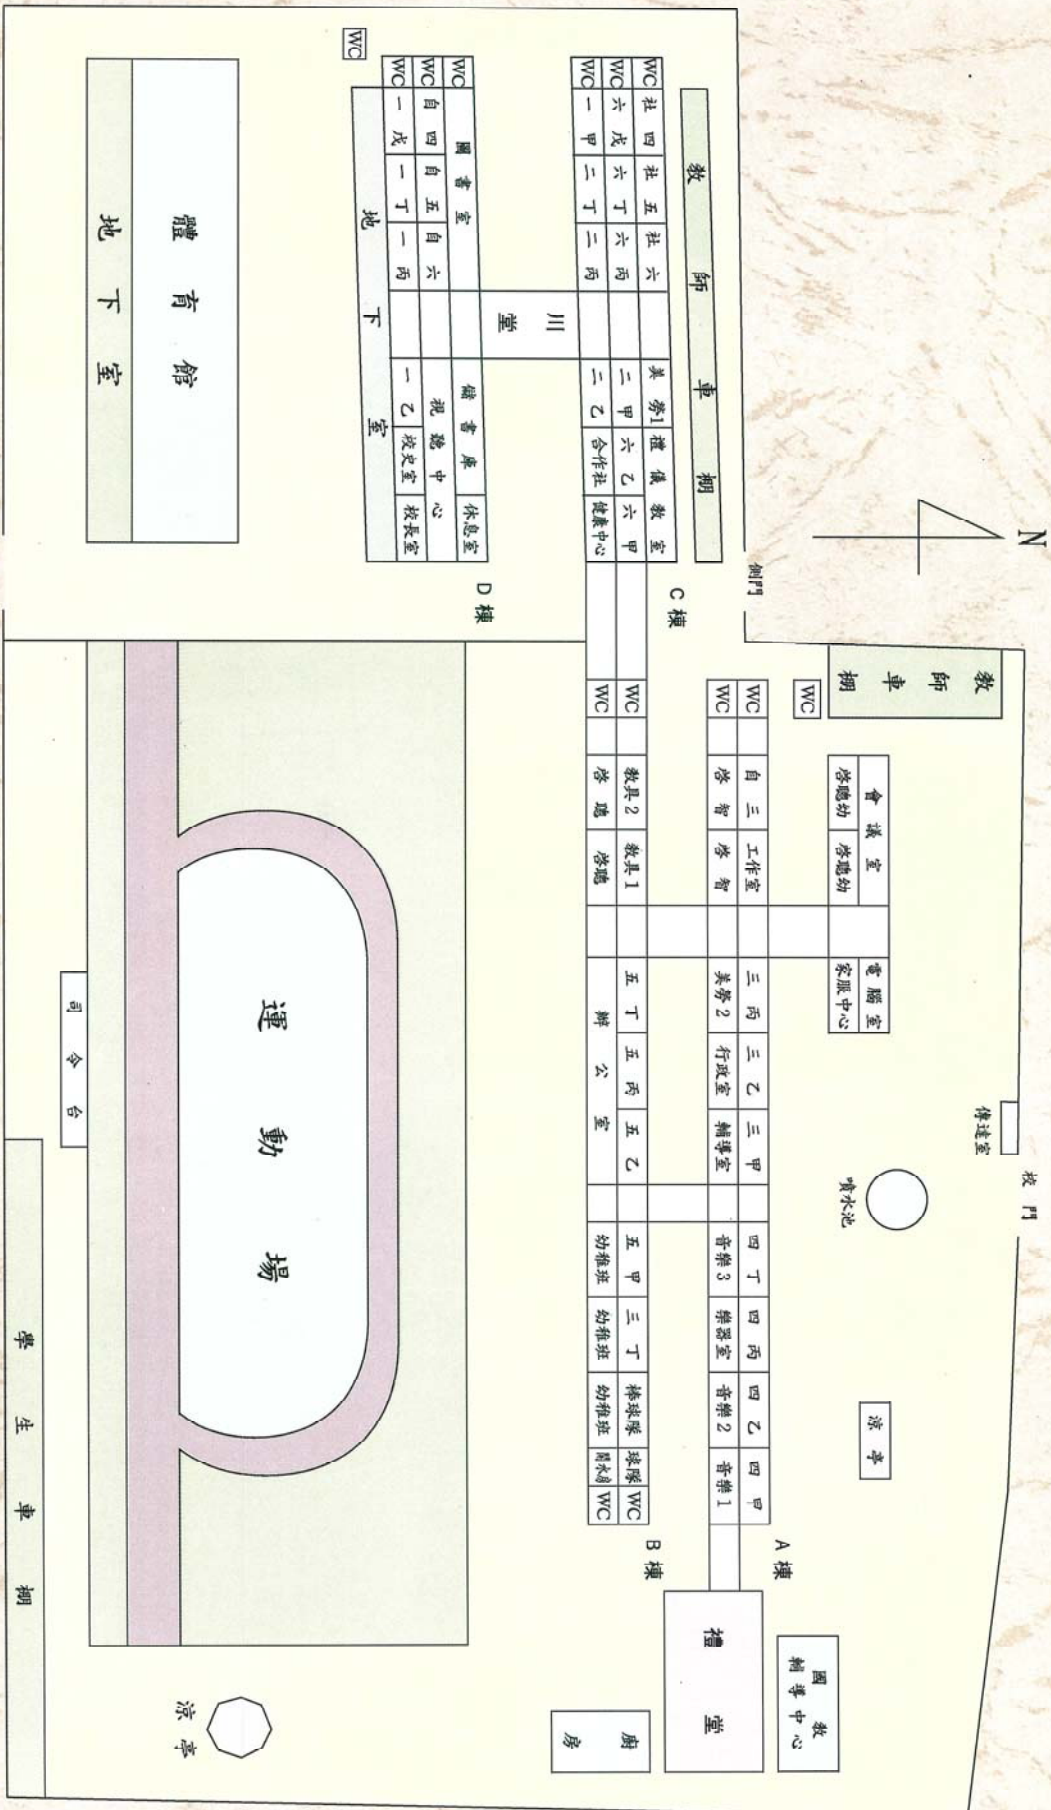 N
校門
傳達室
教師車棚
噴水池
涼亭
會議室 電腦室
啓聰幼 啓聰幼 家服中心
國教
輔導中心
側門
WC
A棟
WC 自三 工作室 三丙 三乙 三甲 四丁 四丙 四乙 四甲
WC 啓智 啓智 美勞2 行政室 輔導室 音樂3 樂器室 音樂2 音樂1
禮堂
教師車棚
C棟
WC 社四 社五 社六 美勞1 禮儀教室
WC 六戊 六丁 六丙 二甲 六乙 六甲
WC 一甲 二丁 二丙 二乙 合作社 健康中心
B棟
WC 教具2 教具1 五丁 五丙 五乙 五甲 三丁 棒球隊 球隊 WC
WC 啓聰 啓聰 辦公室 幼稚班 幼稚班 幼稚班 開水房 WC
廚房
川堂
D棟
WC 圖書室 儲書庫 休息室
WC 自四 自五 自六 視聽中心
WC 一戊 一丁 一丙 一乙 校史室 校長室
地下室
WC
體育館
地下室
運動場
涼亭
司令台
學生車棚